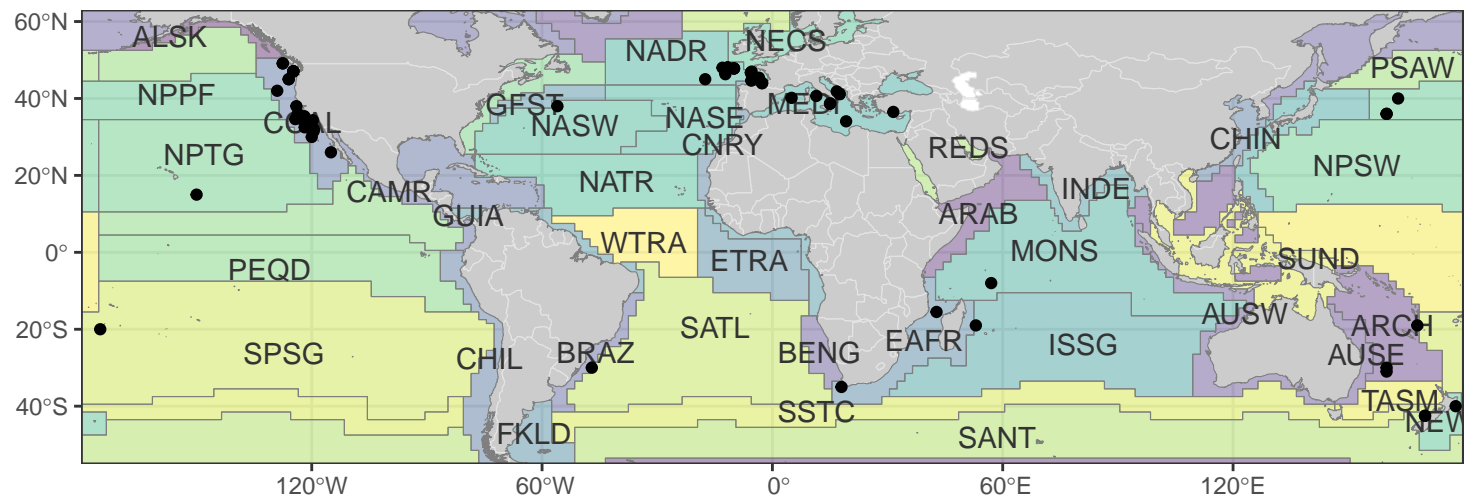 60°N
ALSK
NADR
NECS
PSAW
40°N
NPPF
GFST
NASW
NASE
MEDI
CCAL
CHIN
CNRY
REDS
NPTG
NPSW
20°N
CAMR
NATR
INDE
GUIA
ARAB
0°
WTRA
ETRA
MONS
SUND
PEQD
20°S
SATL
AUSW
ARCH
SPSG
CHIL
BRAZ
BENG
EAFR
ISSG
AUSE
40°S
SSTC
TASM
FKLD
SANT
NEW
120°W 60°W 0° 60°E 120°E